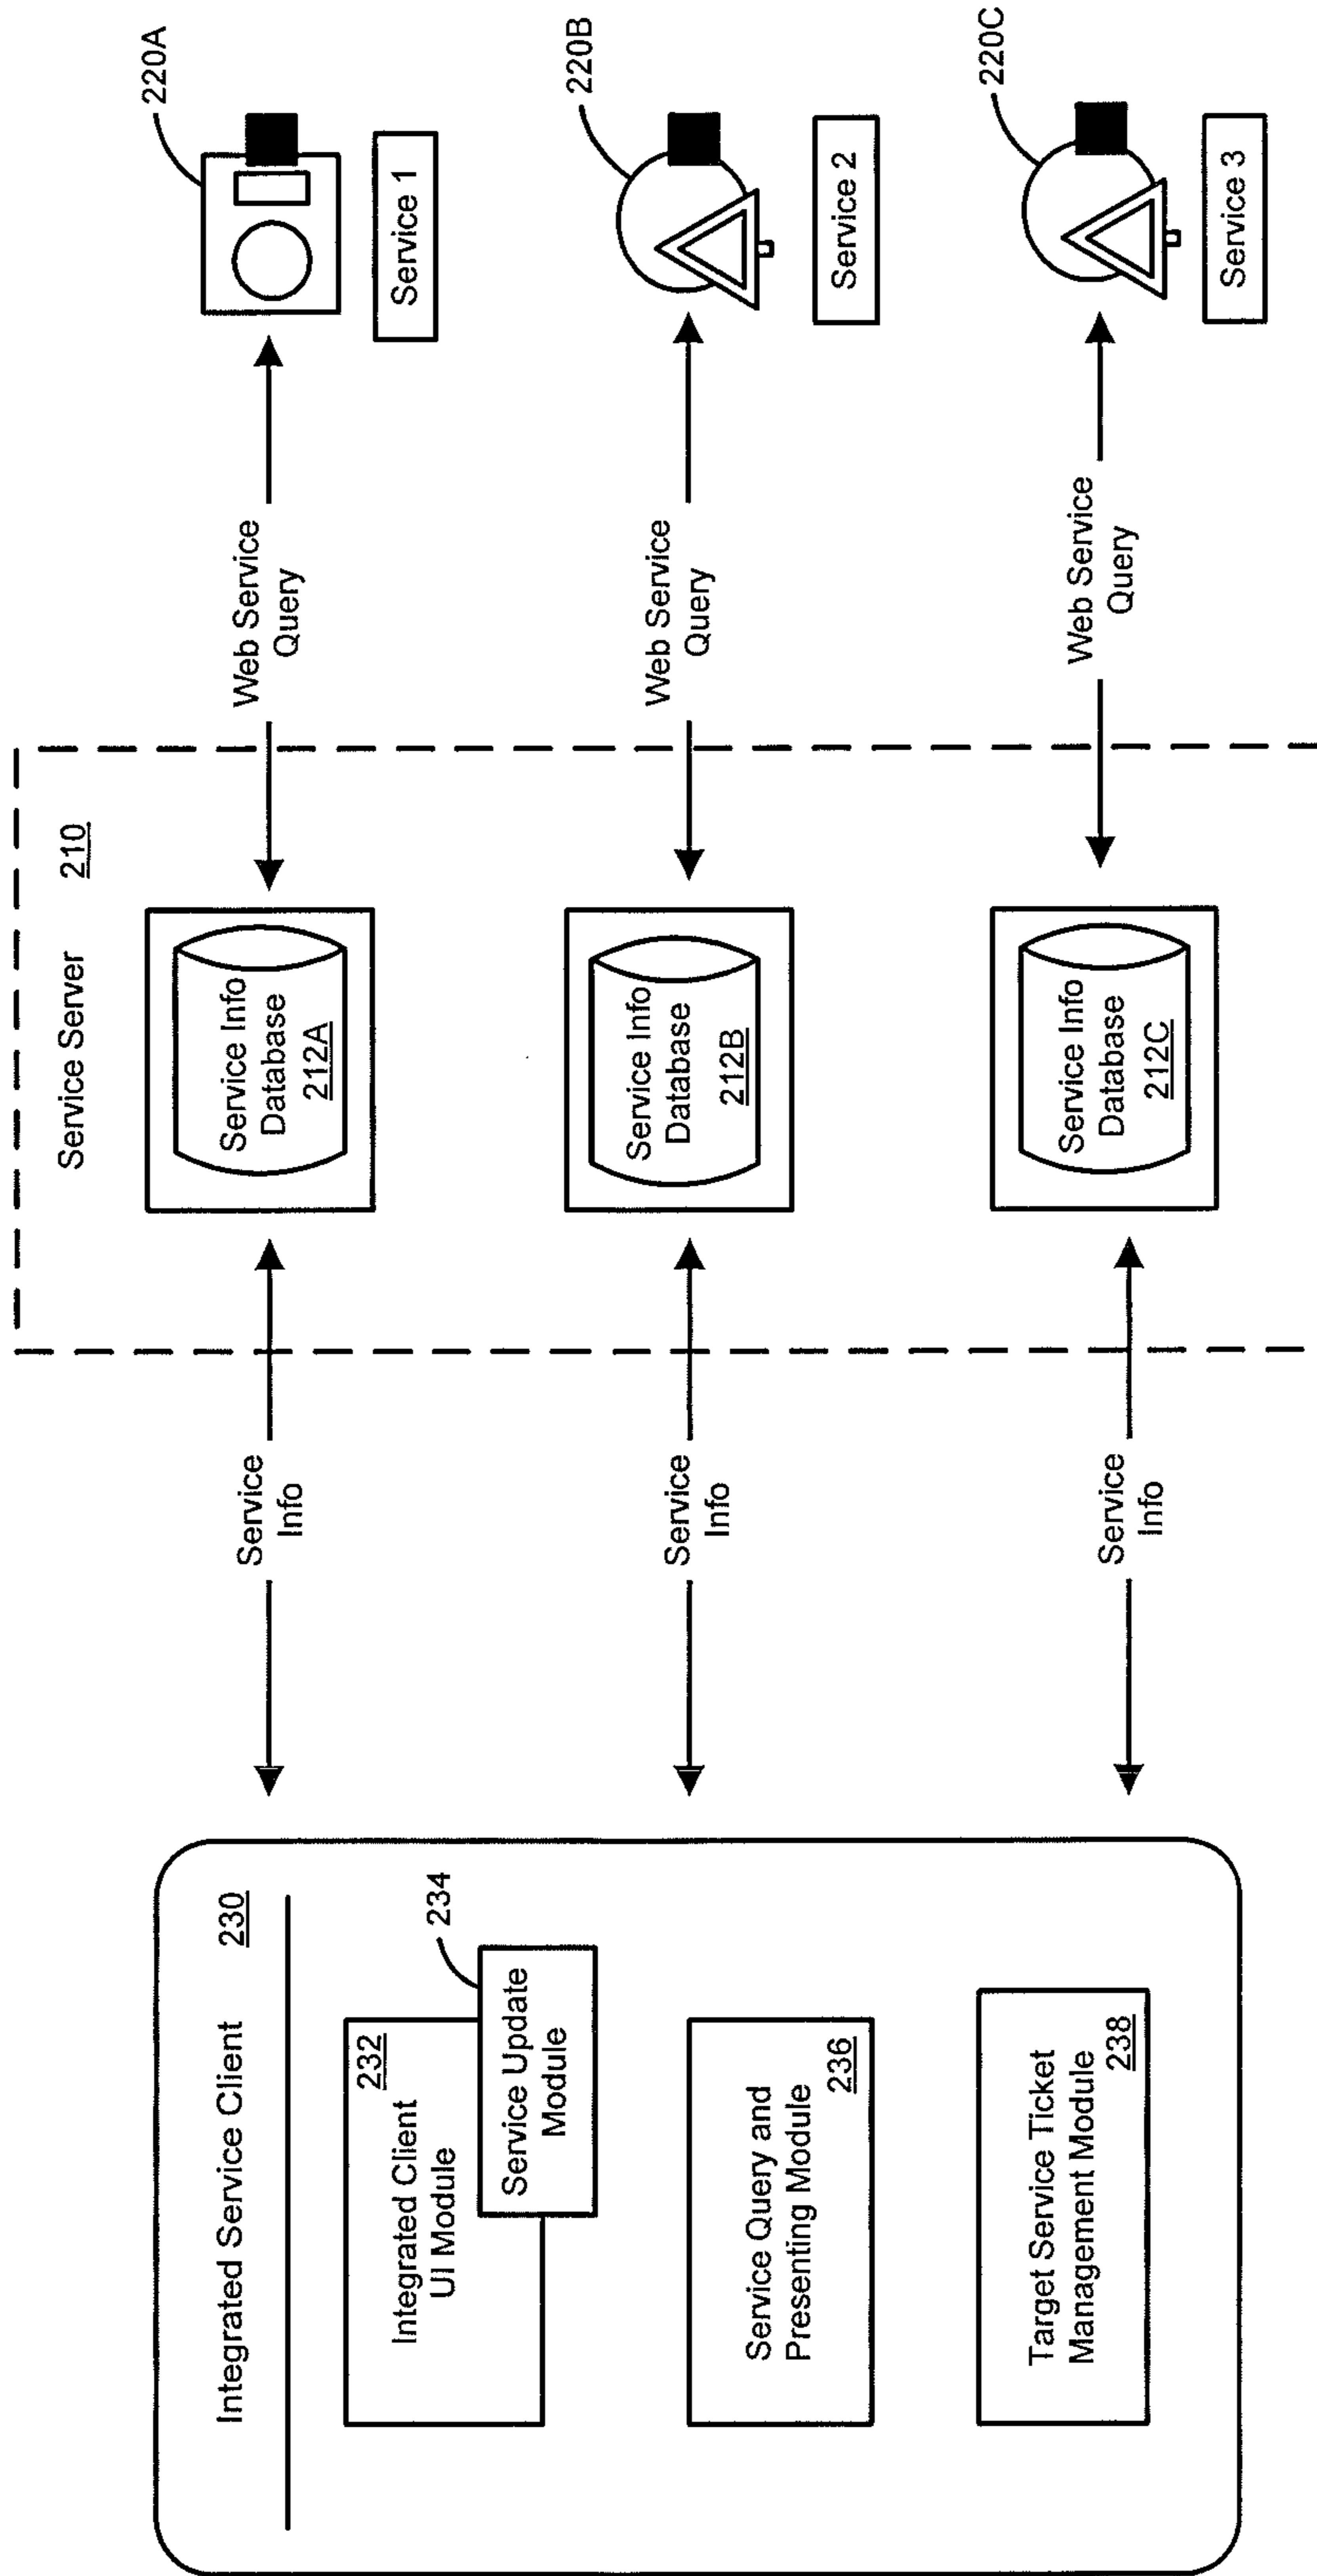 Integrated Service Client 230
Integrated Client
UI Module
232
Service Update
Module
234
Service Query and
Presenting Module
236
Target Service Ticket
Management Module
238
Service
Info
Service
Info
Service
Info
Service Server 210
Service Info
Database
212A
Service Info
Database
212B
Service Info
Database
212C
Web Service
Query
Web Service
Query
Web Service
Query
220A
Service 1
220B
Service 2
220C
Service 3